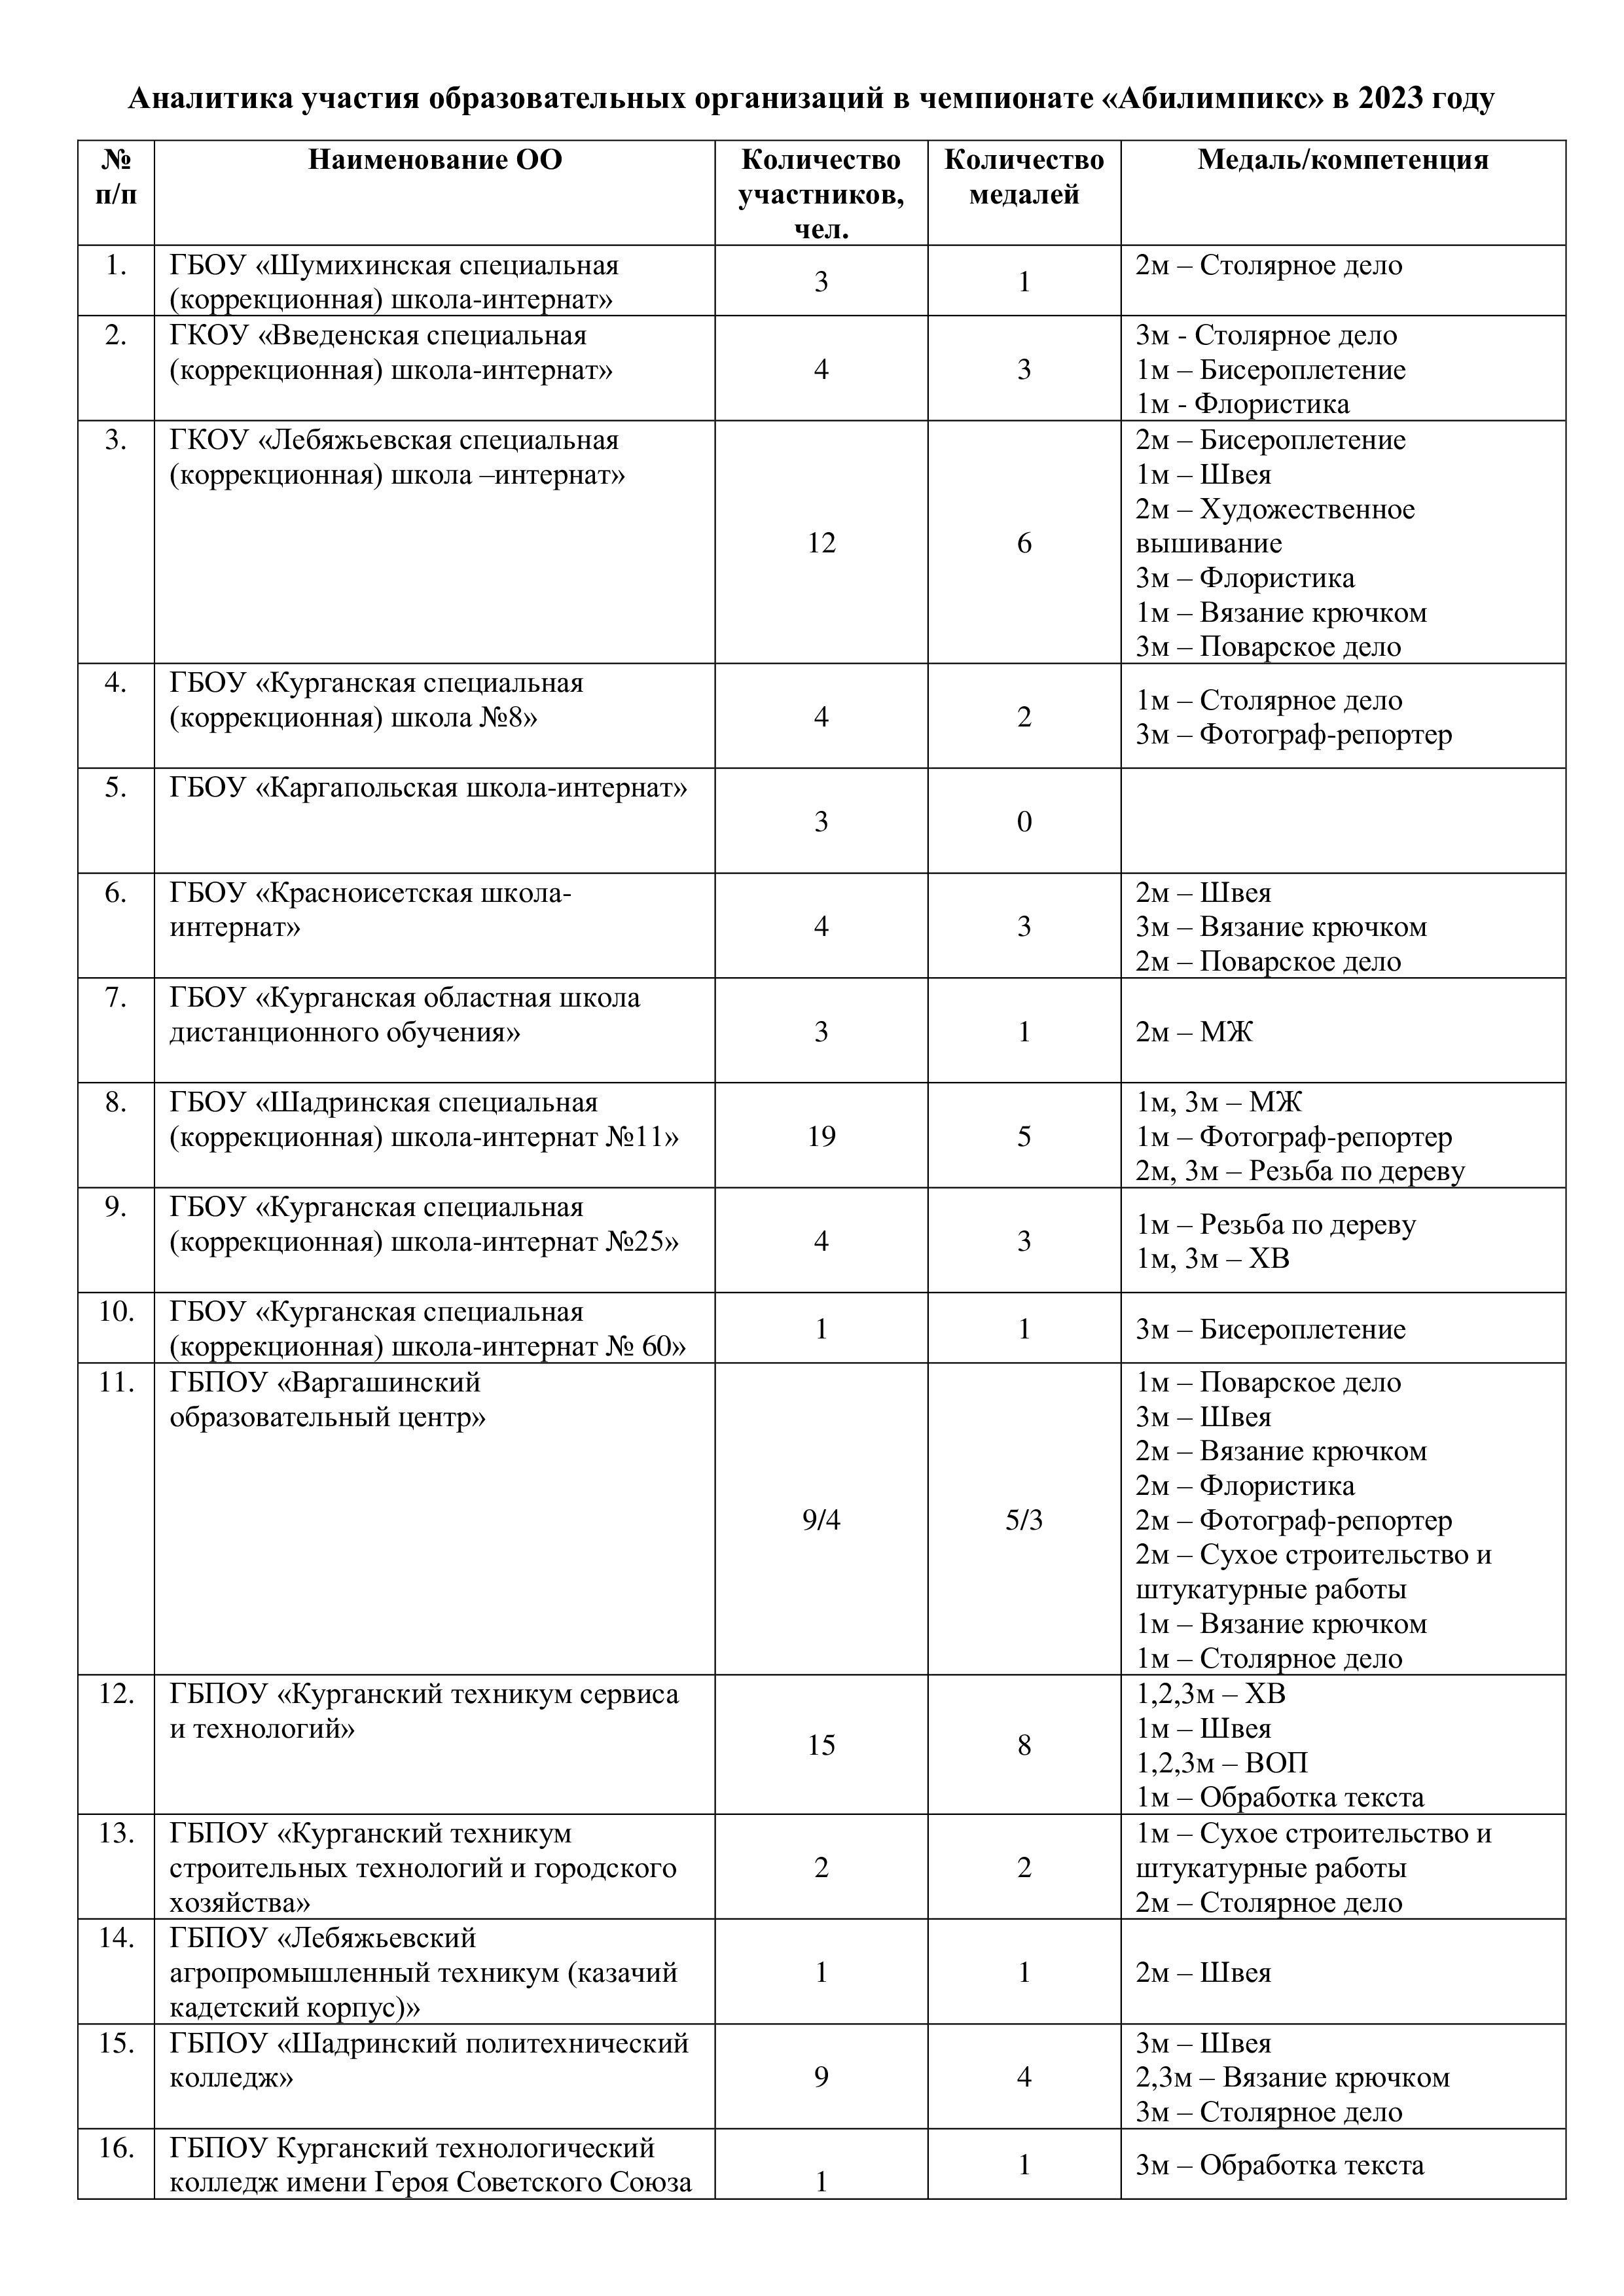 Аналитика участия образовательных организаций в чемпионате «Абилимпикс» в 2023 году
№
п/п
Наименование ОО
Количество
участников,
чел.
Количество
медалей
Медаль/компетенция
1.
ГБОУ «Шумихинская специальная
(коррекционная) школа-интернат»
3
1
2м – Столярное дело
2.
ГКОУ «Введенская специальная
(коррекционная) школа-интернат»
4
3
3м - Столярное дело
1м – Бисероплетение
1м - Флористика
3.
ГКОУ «Лебяжьевская специальная
(коррекционная) школа –интернат»
12
6
2м – Бисероплетение
1м – Швея
2м – Художественное
вышивание
3м – Флористика
1м – Вязание крючком
3м – Поварское дело
4.
ГБОУ «Курганская специальная
(коррекционная) школа №8»
4
2
1м – Столярное дело
3м – Фотограф-репортер
5.
ГБОУ «Каргапольская школа-интернат»
3
0
6.
ГБОУ «Красноисетская школа-
интернат»
4
3
2м – Швея
3м – Вязание крючком
2м – Поварское дело
7.
ГБОУ «Курганская областная школа
дистанционного обучения»
3
1
2м – МЖ
8.
ГБОУ «Шадринская специальная
(коррекционная) школа-интернат №11»
19
5
1м, 3м – МЖ
1м – Фотограф-репортер
2м, 3м – Резьба по дереву
9.
ГБОУ «Курганская специальная
(коррекционная) школа-интернат №25»
4
3
1м – Резьба по дереву
1м, 3м – ХВ
10.
ГБОУ «Курганская специальная
(коррекционная) школа-интернат № 60»
1
1
3м – Бисероплетение
11.
ГБПОУ «Варгашинский
образовательный центр»
9/4
5/3
1м – Поварское дело
3м – Швея
2м – Вязание крючком
2м – Флористика
2м – Фотограф-репортер
2м – Сухое строительство и
штукатурные работы
1м – Вязание крючком
1м – Столярное дело
12.
ГБПОУ «Курганский техникум сервиса
и технологий»
15
8
1,2,3м – ХВ
1м – Швея
1,2,3м – ВОП
1м – Обработка текста
13.
ГБПОУ «Курганский техникум
строительных технологий и городского
хозяйства»
2
2
1м – Сухое строительство и
штукатурные работы
2м – Столярное дело
14.
ГБПОУ «Лебяжьевский
агропромышленный техникум (казачий
кадетский корпус)»
1
1
2м – Швея
15.
ГБПОУ «Шадринский политехнический
колледж»
9
4
3м – Швея
2,3м – Вязание крючком
3м – Столярное дело
16.
ГБПОУ Курганский технологический
колледж имени Героя Советского Союза
1
1
3м – Обработка текста